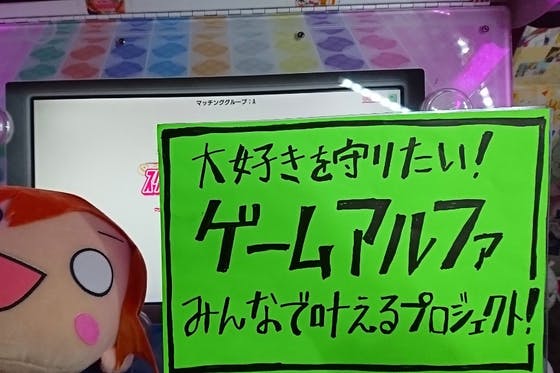 マッチンググループ：A
大好きを守りたい！
ゲームアルファ
みんなで叶えるプロジェクト！